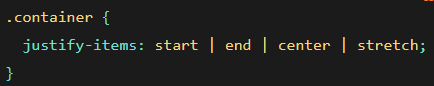 .container {
  justify-items: start | end | center | stretch;
}